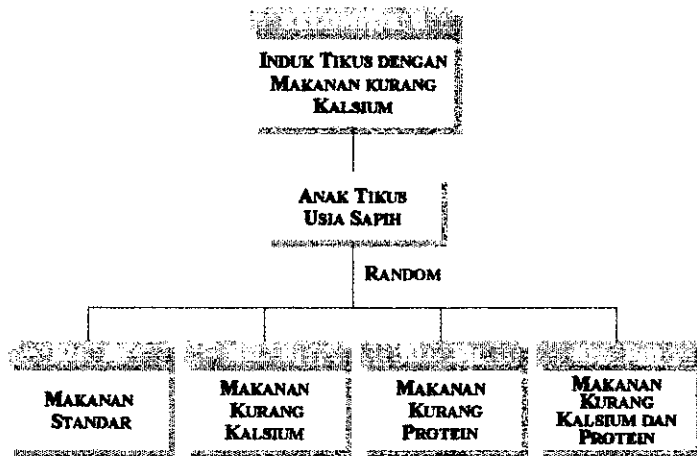 INDUK TIKUS DENGAN
MAKANAN KURANG
KALSIUM
ANAK TIKUS
USIA SAPIH
RANDOM
MAKANAN
STANDAR
MAKANAN
KURANG
KALSIUM
MAKANAN
KURANG
PROTEIN
MAKANAN
KURANG
KALSIUM DAN
PROTEIN